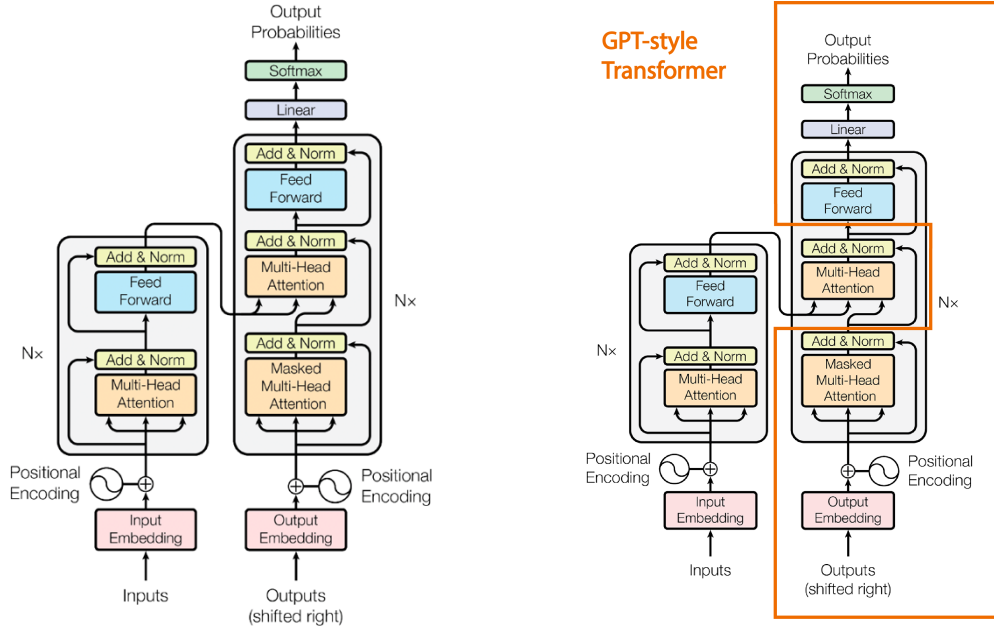 Output
Probabilities
Softmax
Linear
Add & Norm
Feed
Forward
Add & Norm
Multi-Head
Attention
Add & Norm
Masked
Multi-Head
Attention
Nx
Add & Norm
Feed
Forward
Add & Norm
Multi-Head
Attention
Nx
Positional
Encoding
Positional
Encoding
Input
Embedding
Output
Embedding
Inputs
Outputs
(shifted right)
GPT-style
Transformer
Output
Probabilities
Softmax
Linear
Add & Norm
Feed
Forward
Add & Norm
Multi-Head
Attention
Add & Norm
Masked
Multi-Head
Attention
Nx
Add & Norm
Feed
Forward
Add & Norm
Multi-Head
Attention
Nx
Positional
Encoding
Positional
Encoding
Input
Embedding
Output Embedding
Inputs
Outputs
(shifted right)